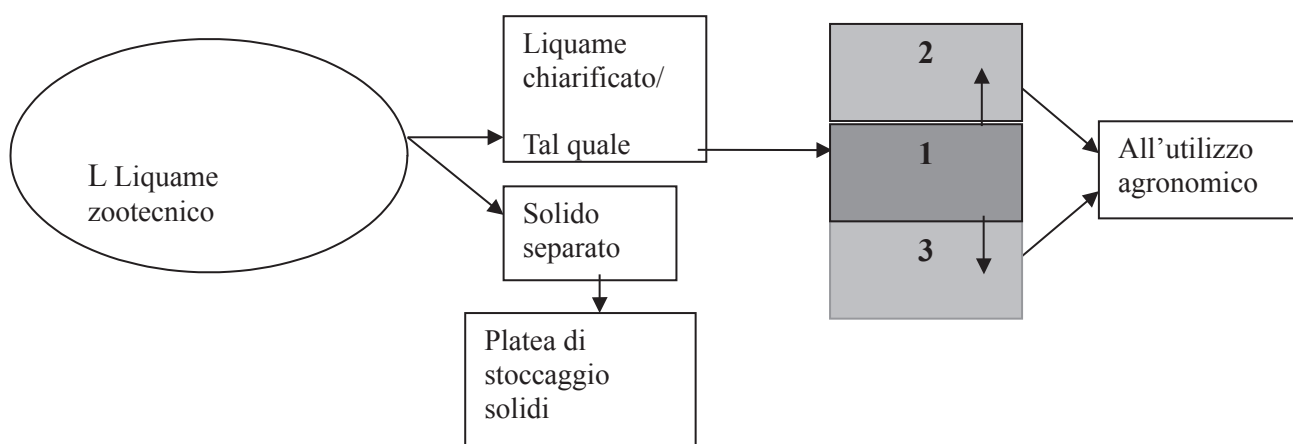 L Liquame
zootecnico
Liquame
chiarificato/
Tal quale
Solido
separato
Platea di
stoccaggio
solidi
2
1
3
All’utilizzo
agronomico